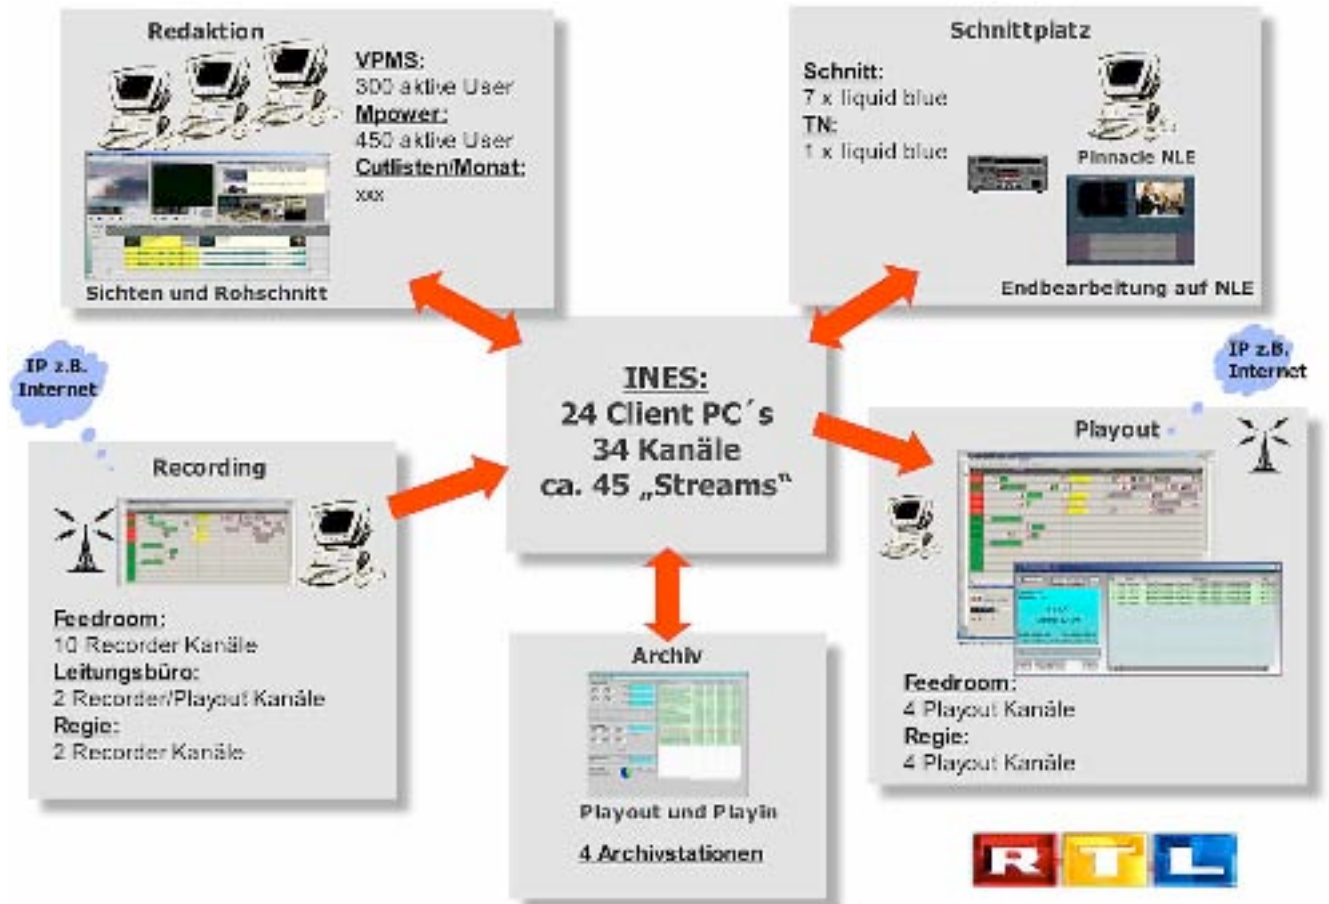 Redaktion
VPMS:
300 aktive User
Mpower:
450 aktive User
Cutlisten/Monat:
xxx
Sichten und Rohschnitt
Schnittplatz
Schnitt:
7 x liquid blue
TN:
1 x liquid blue
Pinnacle NLE
Endbearbeitung auf NLE
IP z.B.
Internet
INES:
24 Client PC´s
34 Kanäle
ca. 45 „Streams“
IP z.B.
Internet
Recording
Feedroom:
10 Recorder Kanäle
Leitungsbüro:
2 Recorder/Playout Kanäle
Regie:
2 Recorder Kanäle
Archiv
Playout und Playin
4 Archivstationen
Playout
Feedroom:
4 Playout Kanäle
Regie:
4 Playout Kanäle
RTL